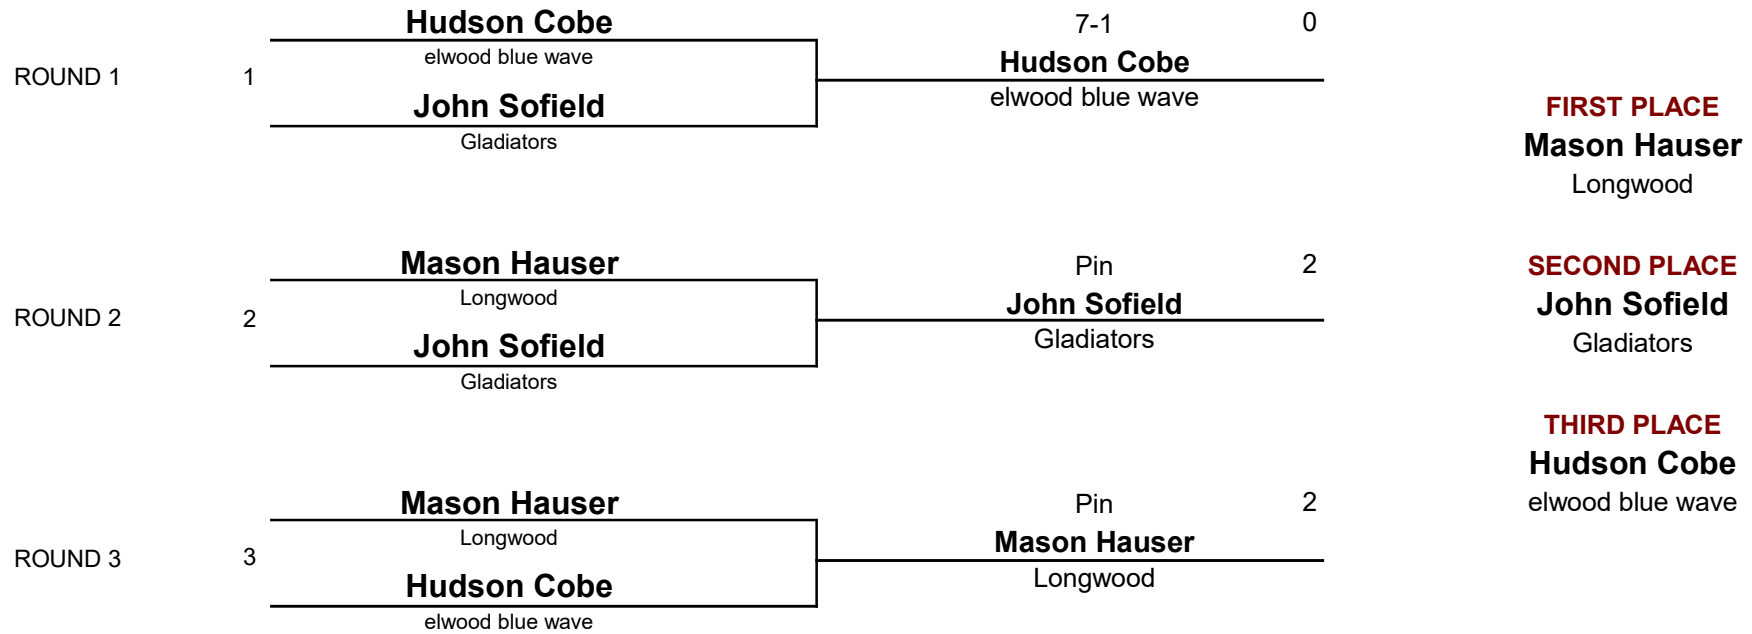 ROUND 1
1
Hudson Cobe
elwood blue wave
John Sofield
Gladiators
7-1
0
Hudson Cobe
elwood blue wave
ROUND 2
2
Mason Hauser
Longwood
John Sofield
Gladiators
Pin
2
John Sofield
Gladiators
ROUND 3
3
Mason Hauser
Longwood
Hudson Cobe
elwood blue wave
Pin
2
Mason Hauser
Longwood
FIRST PLACE
Mason Hauser
Longwood
SECOND PLACE
John Sofield
Gladiators
THIRD PLACE
Hudson Cobe
elwood blue wave